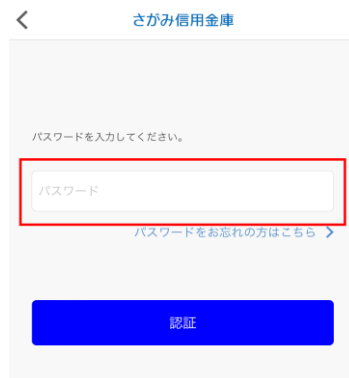 さがみ信用金庫
パスワードを入力してください。
パスワード
パスワードをお忘れの方はこちら
認証